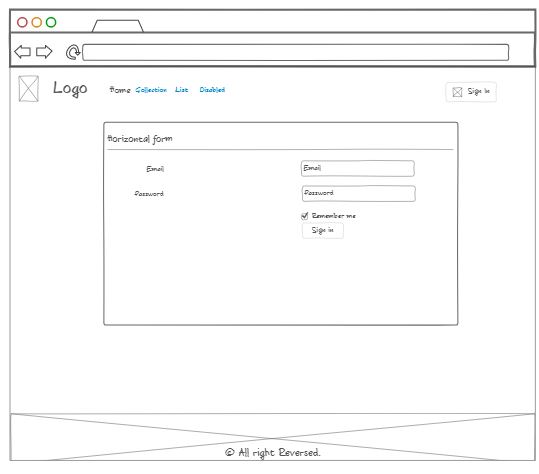 Logo Home Collection List Disabled Sign in
Horizontal form
Email Email
Password Password
Remember me
Sign in
© All right Reversed.